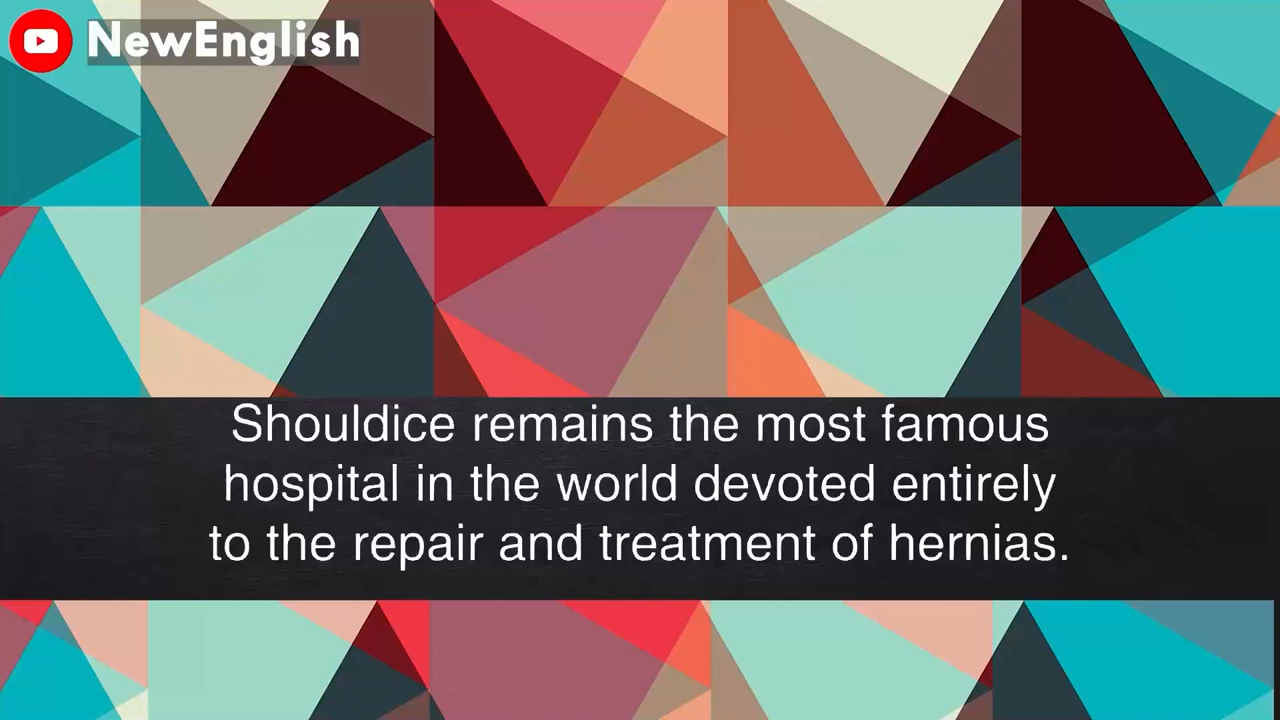 NewEnglish
Shouldice remains the most famous
hospital in the world devoted entirely
to the repair and treatment of hernias.